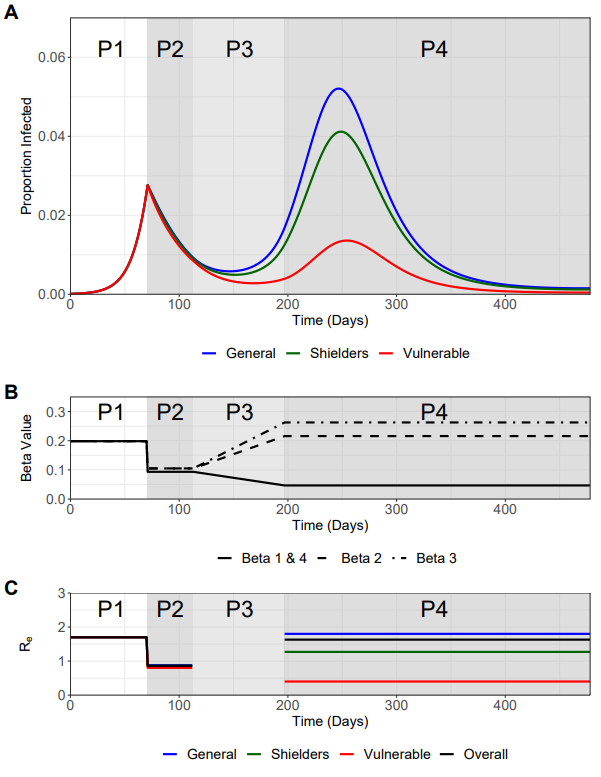 A
P1 P2 P3 P4
0.06
0.04
0.02
0.00
Proportion Infected
0 100 200 300 400
Time (Days)
General Shielders Vulnerable
B
P1 P2 P3 P4
0.3
0.2
0.1
0.0
Beta Value
0 100 200 300 400
Time (Days)
Beta 1 & 4 Beta 2 Beta 3
C
P1 P2 P3 P4
3
2
1
0
Re
0 100 200 300 400
Time (Days)
General Shielders Vulnerable Overall